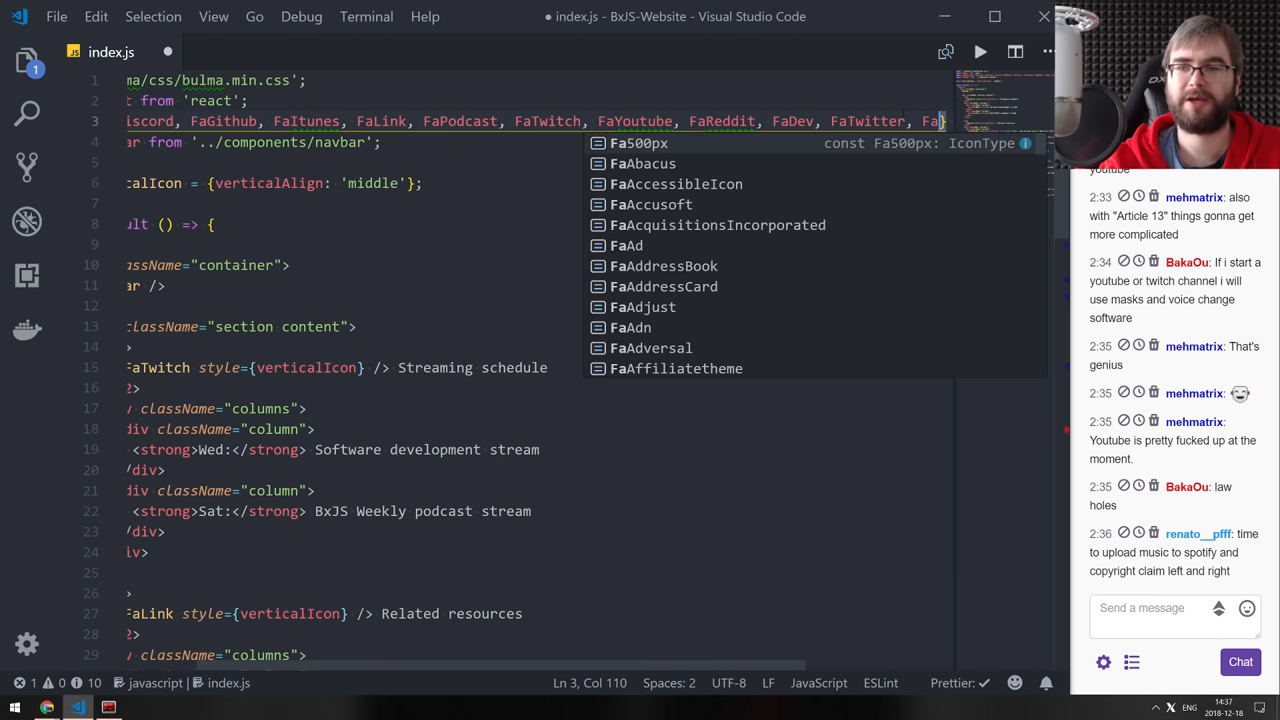 File Edit Selection View Go Debug Terminal Help
● index.js - BxJS-Website - Visual Studio Code
1
JS index.js ●
1 ma/css/bulma.min.css';
2 t from 'react';
3 iscord, FaGithub, FaItunes, FaLink, FaPodcast, FaTwitch, FaYoutube, FaReddit, FaDev, FaTwitter, Fa}
4 ar from '../components/navbar';
5
6 calIcon = {verticalAlign: 'middle'};
7
8 ult () => {
9
10 assName="container">
11 ar />
12
13 className="section content">
14 >
15 FaTwitch style={verticalIcon} /> Streaming schedule
16 2>
17 v className="columns">
18 div className="column">
19 <strong>Wed:</strong> Software development stream
20 /div>
21 div className="column">
22 <strong>Sat:</strong> BxJS Weekly podcast stream
23 /div>
24 iv>
25
26 >
27 FaLink style={verticalIcon} /> Related resources
28 2>
29 v className="columns">
Fa500px const Fa500px: IconType
FaAbacus
FaAccessibleIcon
FaAccusoft
FaAcquisitionsIncorporated
FaAd
FaAddressBook
FaAddressCard
FaAdjust
FaAdn
FaAdversal
FaAffiliatetheme
1 0 10 javascript | index.js Ln 3, Col 110 Spaces: 2 UTF-8 LF JavaScript ESLint Prettier: ✓
youtube
2:33 mehmatrix: also
with "Article 13" things gonna get
more complicated
2:34 BakaOu: If i start a
youtube or twitch channel i will
use masks and voice change
software
2:35 mehmatrix: That's
genius
2:35 mehmatrix:
2:35 mehmatrix:
Youtube is pretty fucked up at the
moment.
2:35 BakaOu: law
holes
2:36 renato__pfff: time
to upload music to spotify and
copyright claim left and right
Send a message
Chat
ENG
14:37
2018-12-18